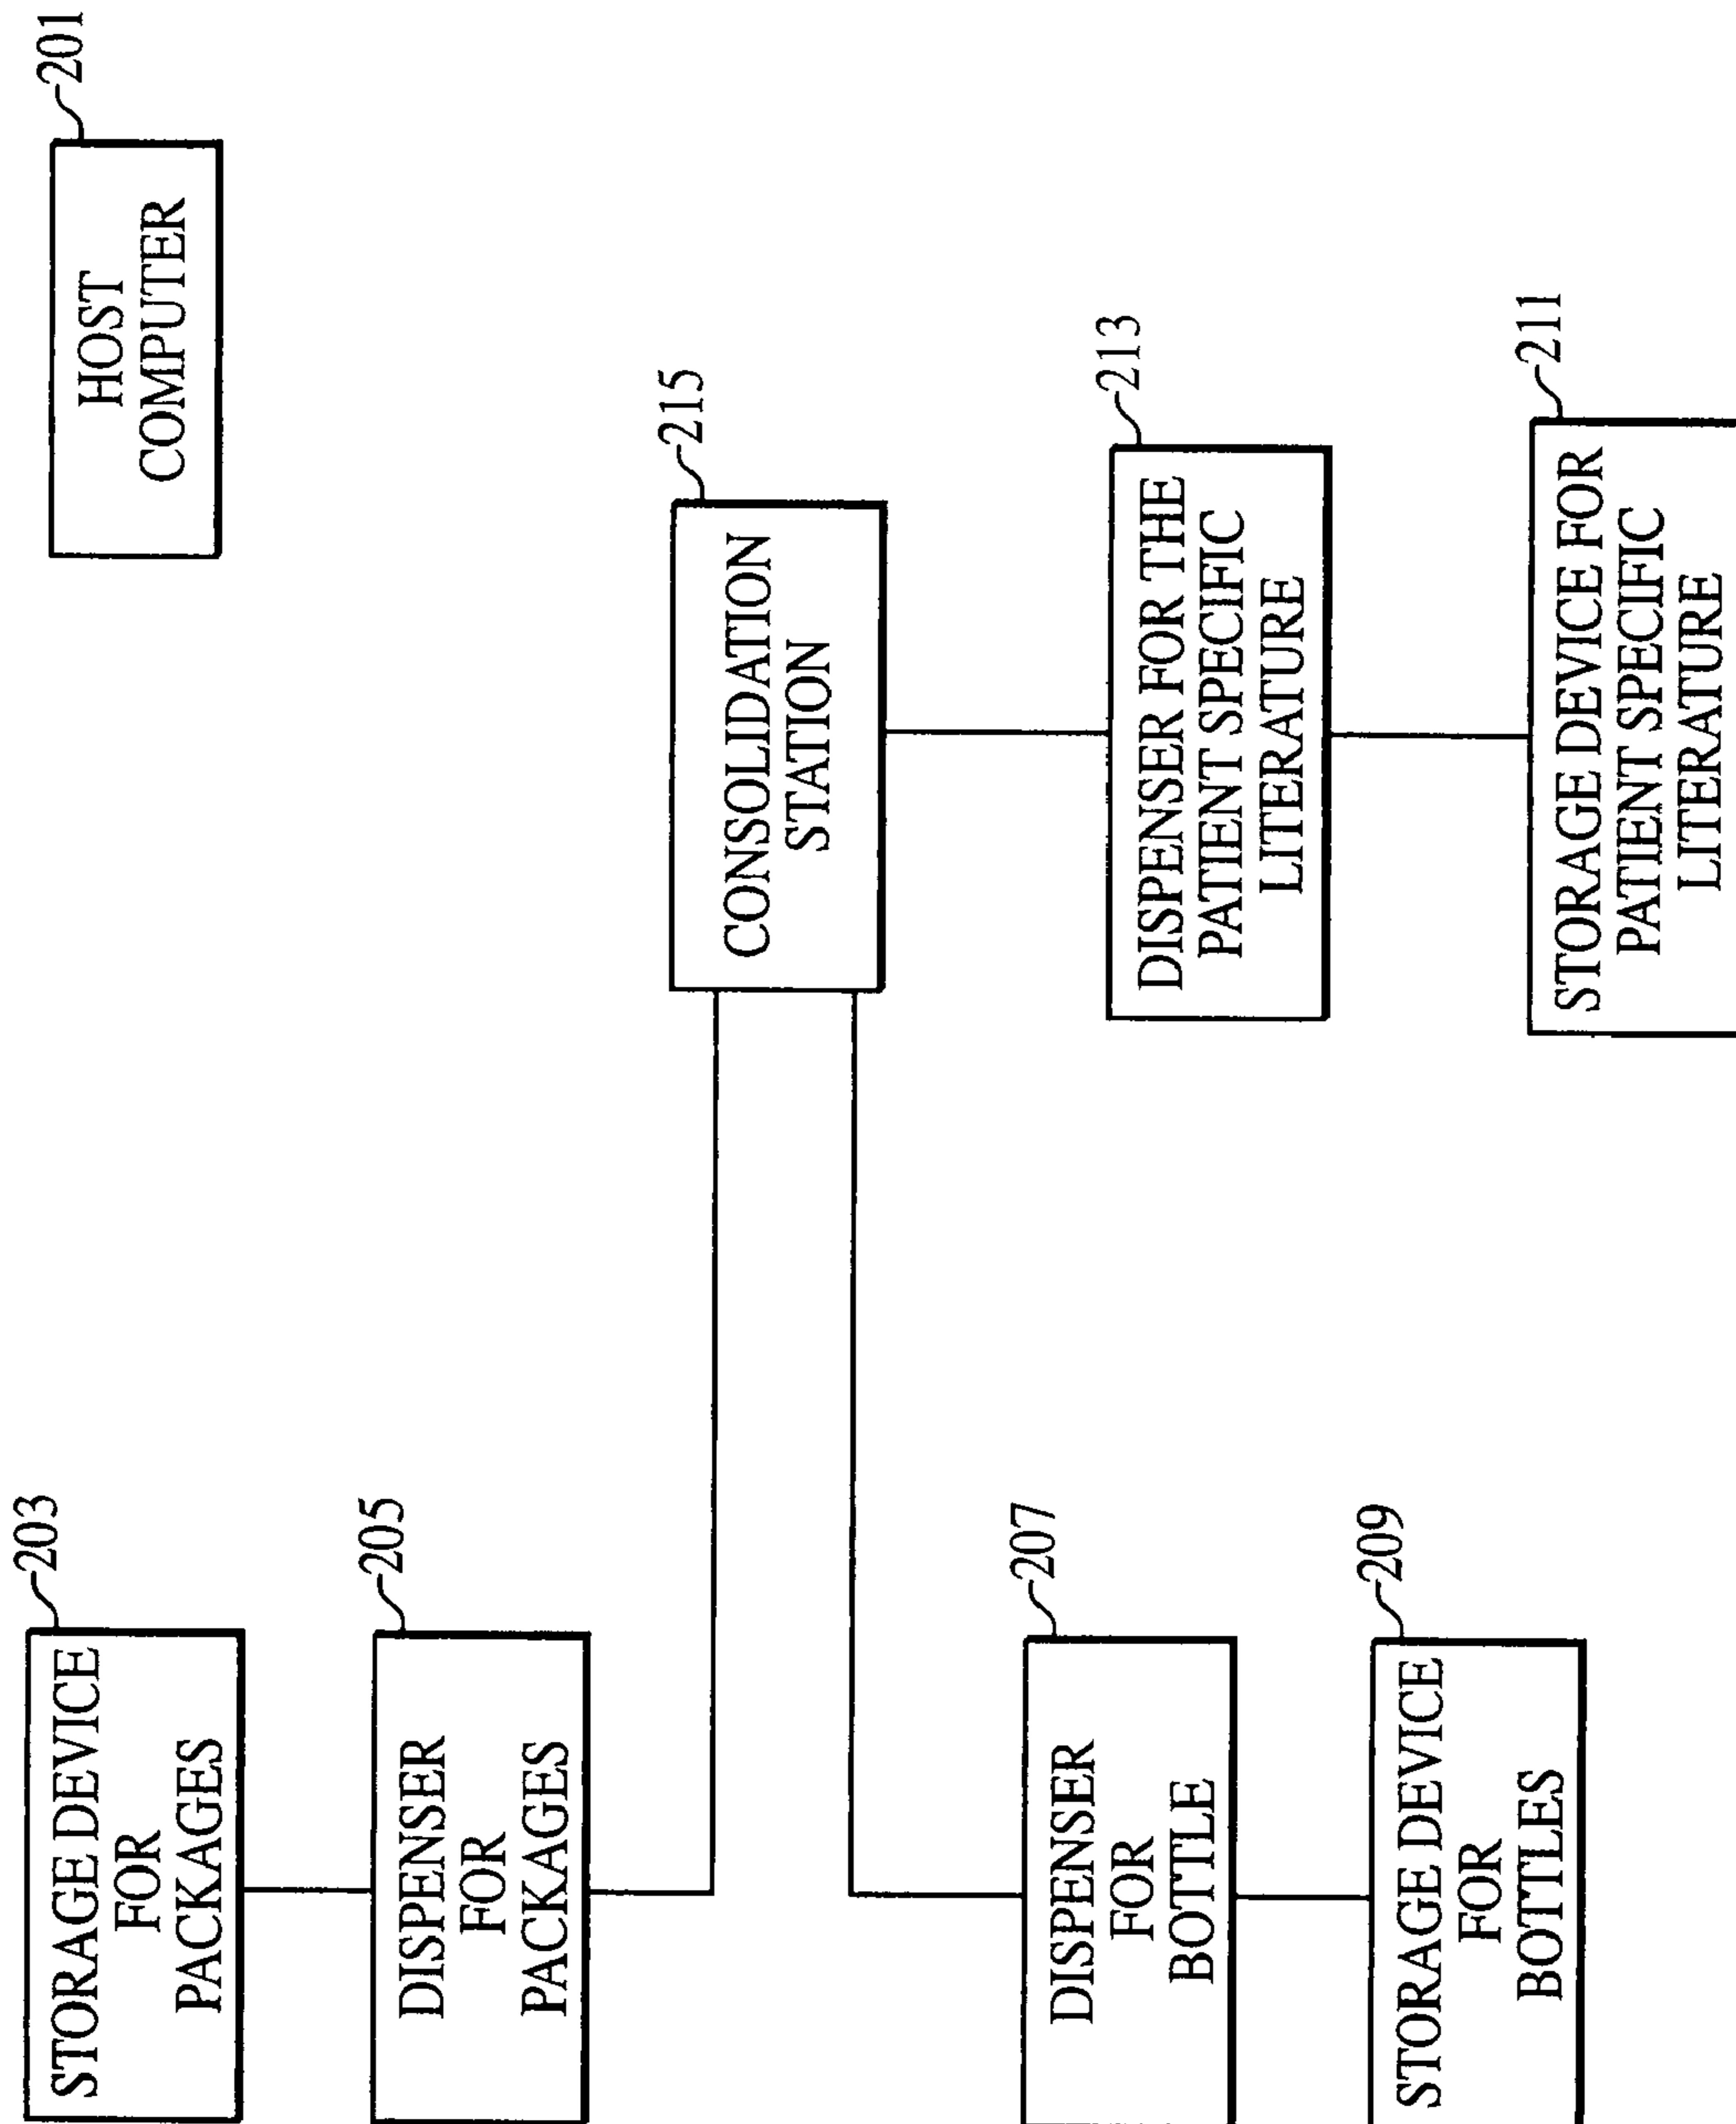 201
HOST
COMPUTER
203
STORAGE DEVICE
FOR
PACKAGES
205
DISPENSER
FOR
PACKAGES
215
CONSOLIDATION
STATION
207
DISPENSER
FOR
BOTTLE
209
STORAGE DEVICE
FOR
BOTTLES
213
DISPENSER FOR THE
PATIENT SPECIFIC
LITERATURE
211
STORAGE DEVICE FOR
PATIENT SPECIFIC
LITERATURE